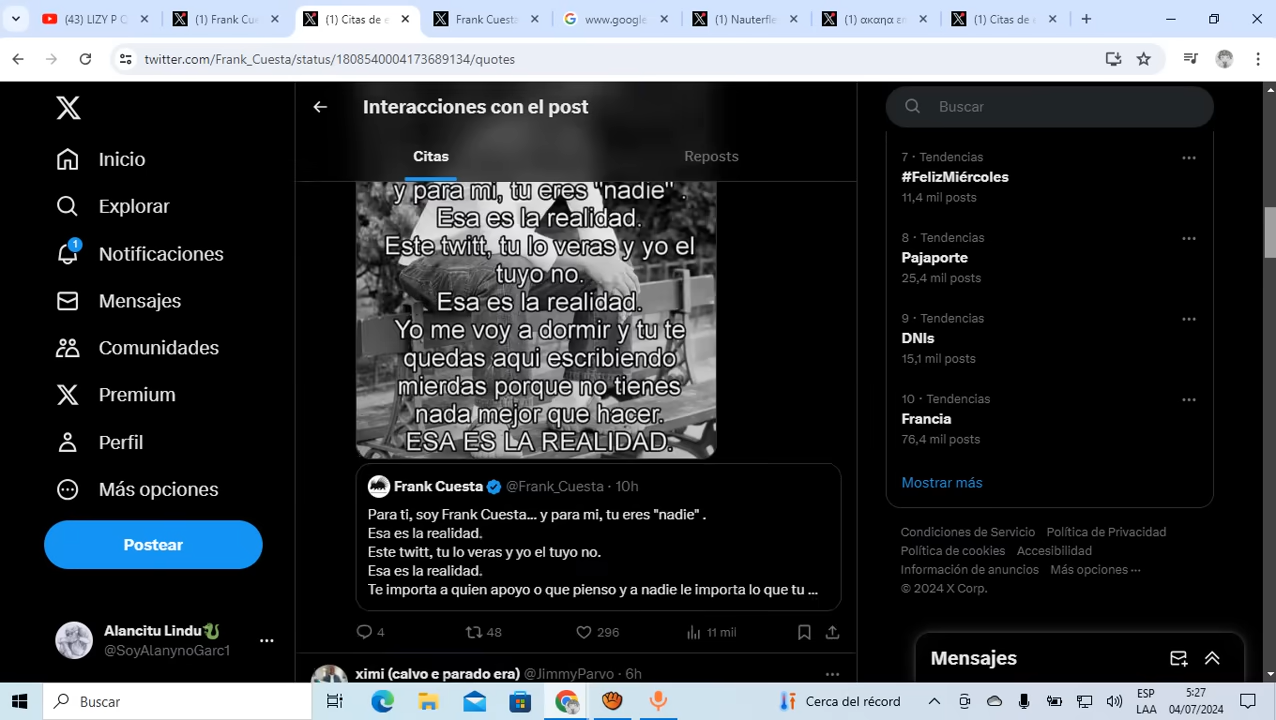 (43) LIZY P
(1) Frank Cue
(1) Citas de e
Frank Cuesta
www.google
(1) Nauterfle
(1) Citas de
twitter.com/Frank_Cuesta/status/1808540004173689134/quotes
Interacciones con el post
Citas
Reposts
Inicio
Explorar
1
Notificaciones
Mensajes
Comunidades
Premium
Perfil
Más opciones
Postear
Alancitu Lindu🐉
@SoyAlanynoGarc1
y para mi, tu eres "nadie" .
Esa es la realidad.
Este twitt, tu lo veras y yo el
tuyo no.
Esa es la realidad.
Yo me voy a dormir y tu te
quedas aqui escribiendo
mierdas porque no tienes
nada mejor que hacer.
ESA ES LA REALIDAD.
Frank Cuesta @Frank_Cuesta · 10h
Para ti, soy Frank Cuesta... y para mi, tu eres "nadie" .
Esa es la realidad.
Este twitt, tu lo veras y yo el tuyo no.
Esa es la realidad.
Te importa a quien apoyo o que pienso y a nadie le importa lo que tu ...
4 48 296 11 mil
ximi (calvo e parado era) @JimmyParvo · 6h
Buscar
7 · Tendencias
#FelizMiércoles
11,4 mil posts
8 · Tendencias
Pajaporte
25,4 mil posts
9 · Tendencias
DNIs
15,1 mil posts
10 · Tendencias
Francia
76,4 mil posts
Mostrar más
Condiciones de Servicio Política de Privacidad
Política de cookies Accesibilidad
Información de anuncios Más opciones ···
© 2024 X Corp.
Mensajes
Buscar
Cerca del récord
ESP
LAA
5:27
04/07/2024